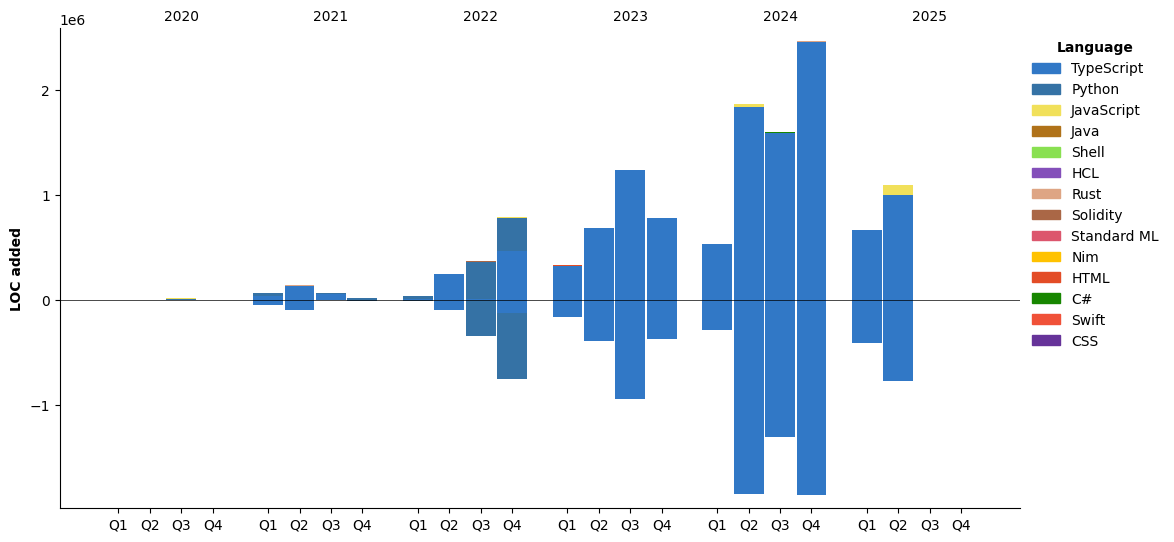 1e6
2020 2021 2022 2023 2024 2025
2
1
0
−1
LOC added
Q1 Q2 Q3 Q4 Q1 Q2 Q3 Q4 Q1 Q2 Q3 Q4 Q1 Q2 Q3 Q4 Q1 Q2 Q3 Q4 Q1 Q2 Q3 Q4
Language
TypeScript
Python
JavaScript
Java
Shell
HCL
Rust
Solidity
Standard ML
Nim
HTML
C#
Swift
CSS